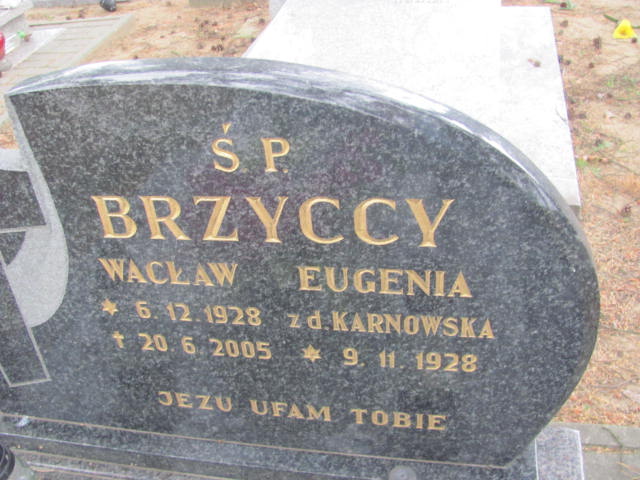 Ś.P.
BRZYCCY
WACŁAW EUGENIA
* 6.12.1928 z d. KARNOWSKA
† 20.6.2005 * 9.11.1928
JEZU UFAM TOBIE